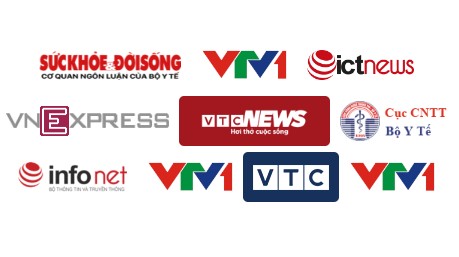 SỨCKHỎE&ĐỜISỐNG
CƠ QUAN NGÔN LUẬN CỦA BỘ Y TẾ
VTV1
ictnews
VNEXPRESS
VTCNEWS
Hơi thở cuộc sống
Cục CNTT
Bộ Y Tế
infonet
BỘ THÔNG TIN VÀ TRUYỀN THÔNG
VTV1
VTC
VTV1